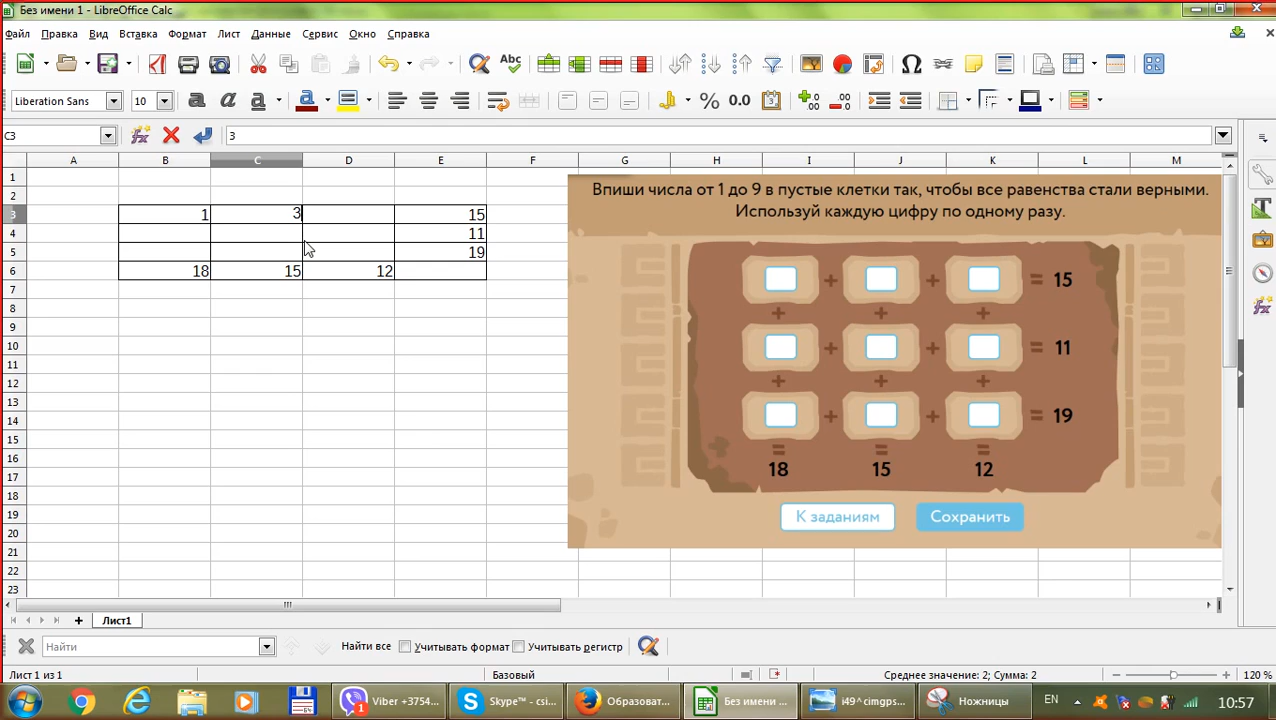 Без имени 1 - LibreOffice Calc
Файл Правка Вид Вставка Формат Лист Данные Сервис Окно Справка
Abc
Liberation Sans 10 a a a a % 0.0
C3 3
A B C D E F G H I J K L M
1
2
3 1 3 15
4 11
5 19
6 18 15 12
7
8
9
10
11
12
13
14
15
16
17
18
19
20
21
22
23
Впиши числа от 1 до 9 в пустые клетки так, чтобы все равенства стали верными.
Используй каждую цифру по одному разу.
+ + = 15
+ + +
+ + = 11
+ + +
+ + = 19
= = =
18 15 12
К заданиям Сохранить
Лист1
Найти Найти все Учитывать формат Учитывать регистр
Лист 1 из 1 Базовый Среднее значение: 2; Сумма: 2 120 %
Viber +3754... Skype™ - csi... Образоват... Без имени ... i49^cimgps... Ножницы EN 10:57